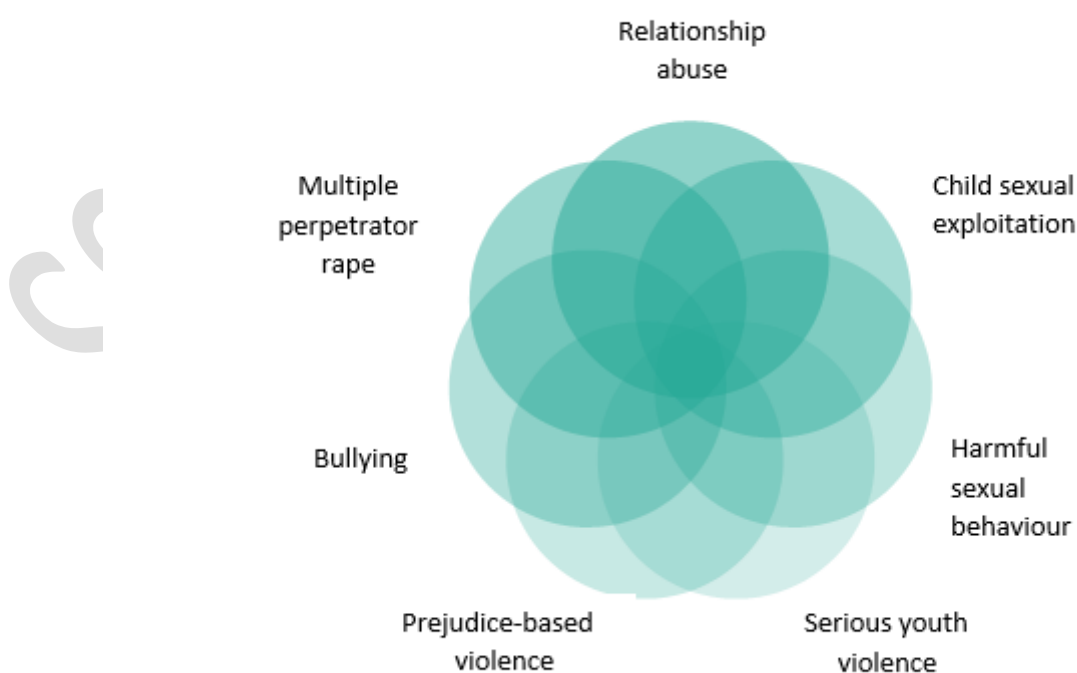 Relationship
abuse
Multiple
perpetrator
rape
Child sexual
exploitation
Bullying
Harmful
sexual
behaviour
Prejudice-based
violence
Serious youth
violence